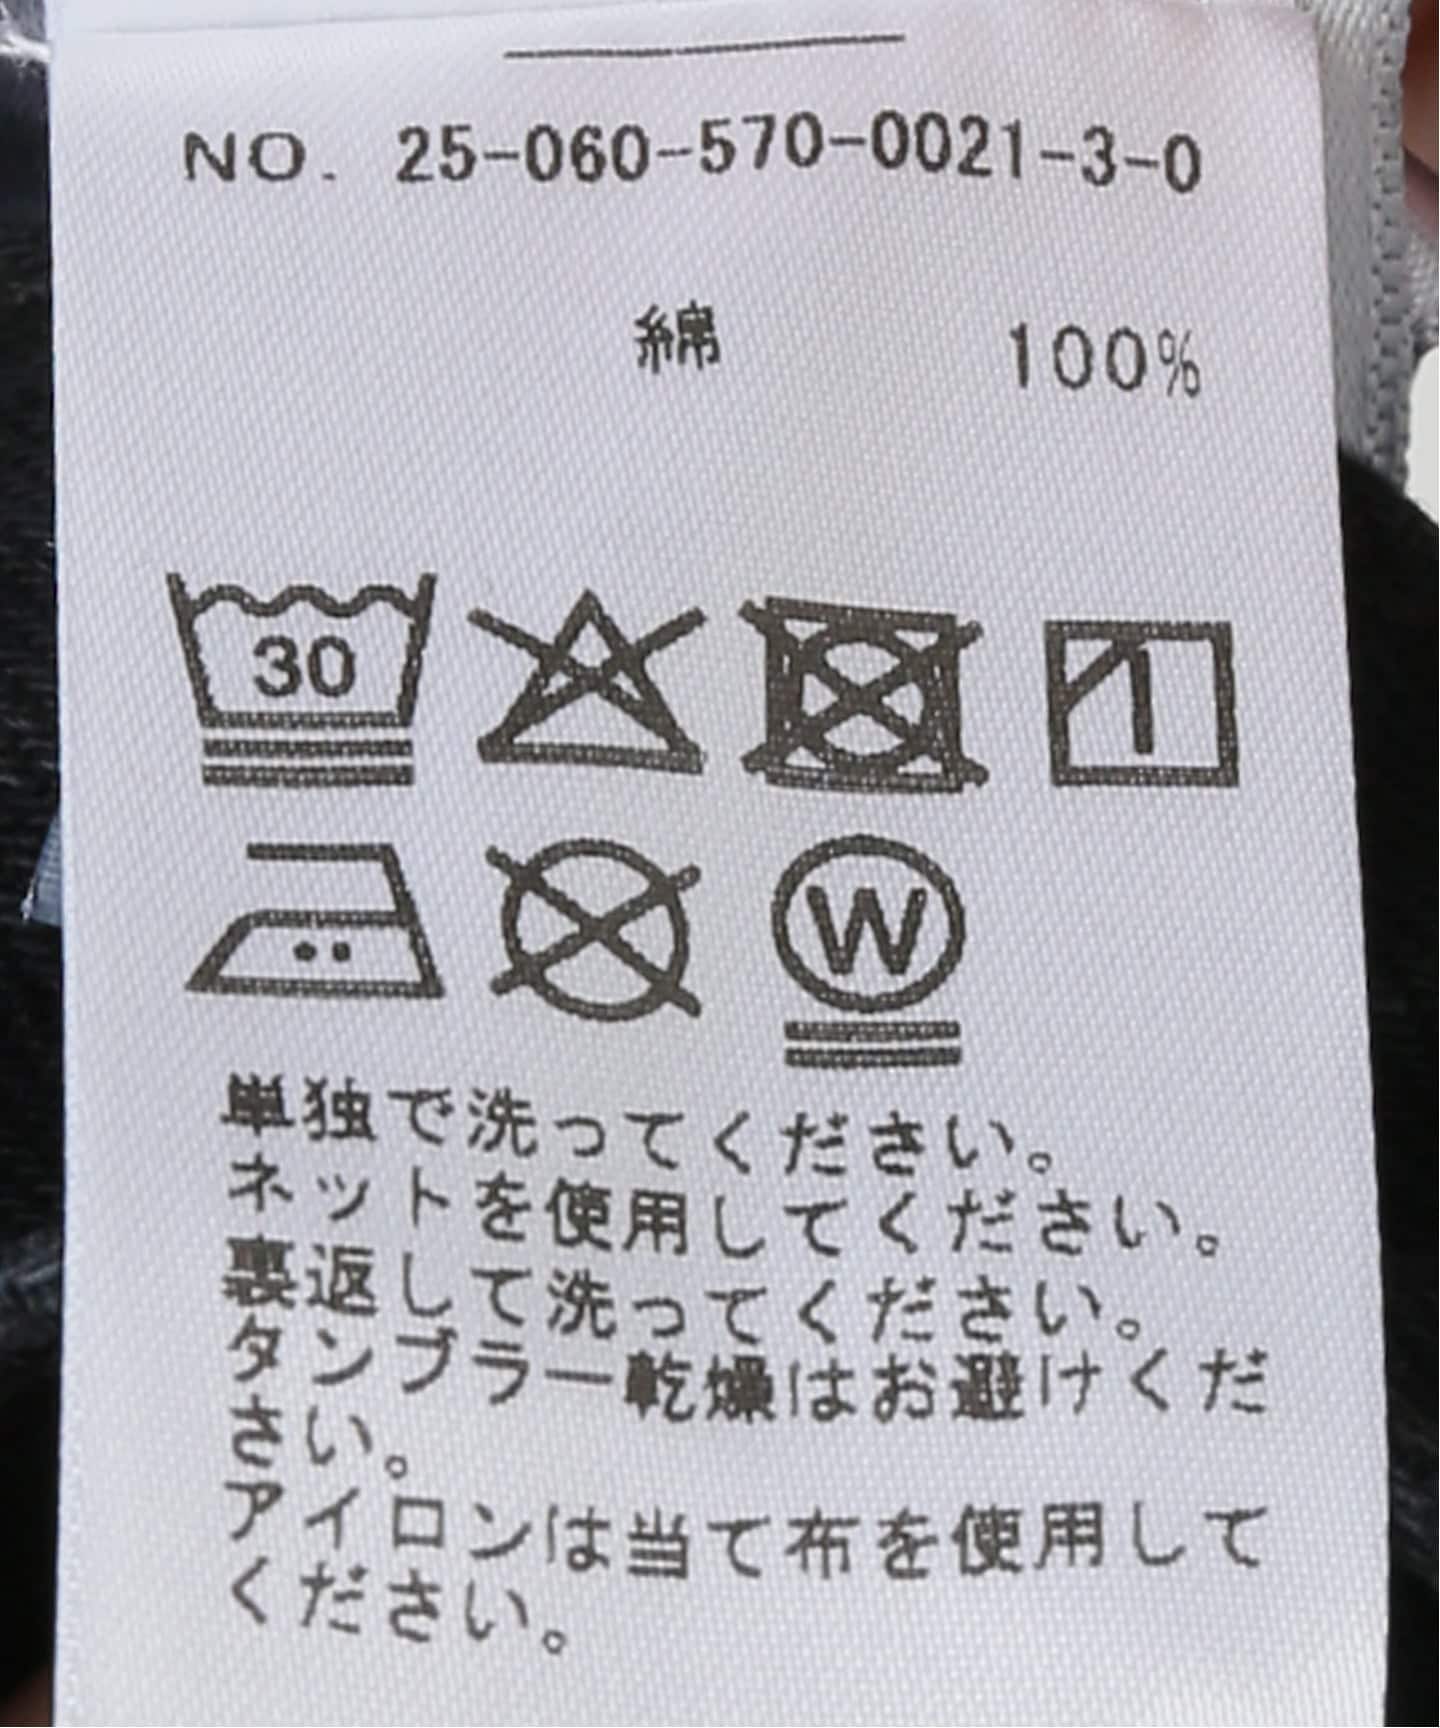 NO. 25-060-570-0021-3-0
綿 100%
30
W
単独で洗ってください。
ネットを使用してください。
裏返して洗ってください。
タンブラー乾燥はお避けくだ
さい。
アイロンは当て布を使用して
ください。